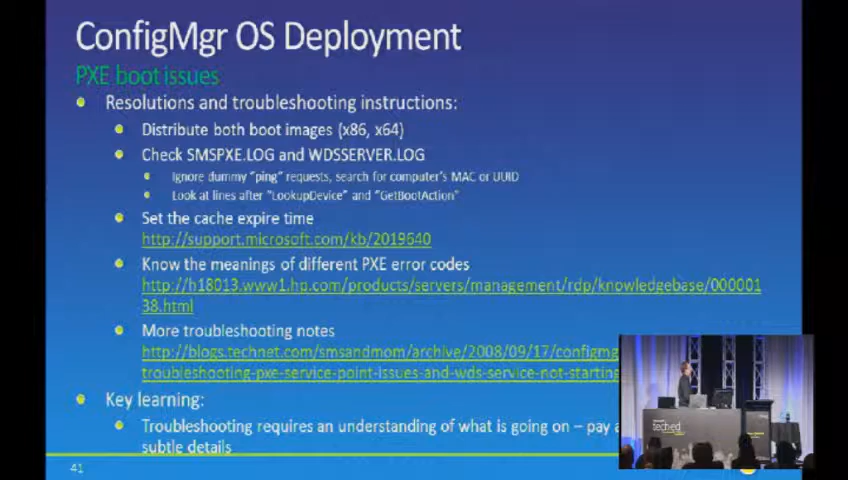 ConfigMgr OS Deployment
PXE boot issues
Resolutions and troubleshooting instructions:
Distribute both boot images (x86, x64)
Check SMSPXE.LOG and WDSSERVER.LOG
Ignore dummy "ping" requests, search for computer's MAC or UUID
Look at lines after "LookupDevice" and "GetBootAction"
Set the cache expire time
http://support.microsoft.com/kb/2019640
Know the meanings of different PXE error codes
http://h18013.www1.hp.com/products/servers/management/rdp/knowledgebase/000001
38.html
More troubleshooting notes
http://blogs.technet.com/smsandmom/archive/2008/09/17/configmg
troubleshooting-pxe-service-point-issues-and-wds-service-not-starting
Key learning:
Troubleshooting requires an understanding of what is going on – pay a
subtle details
41
teched